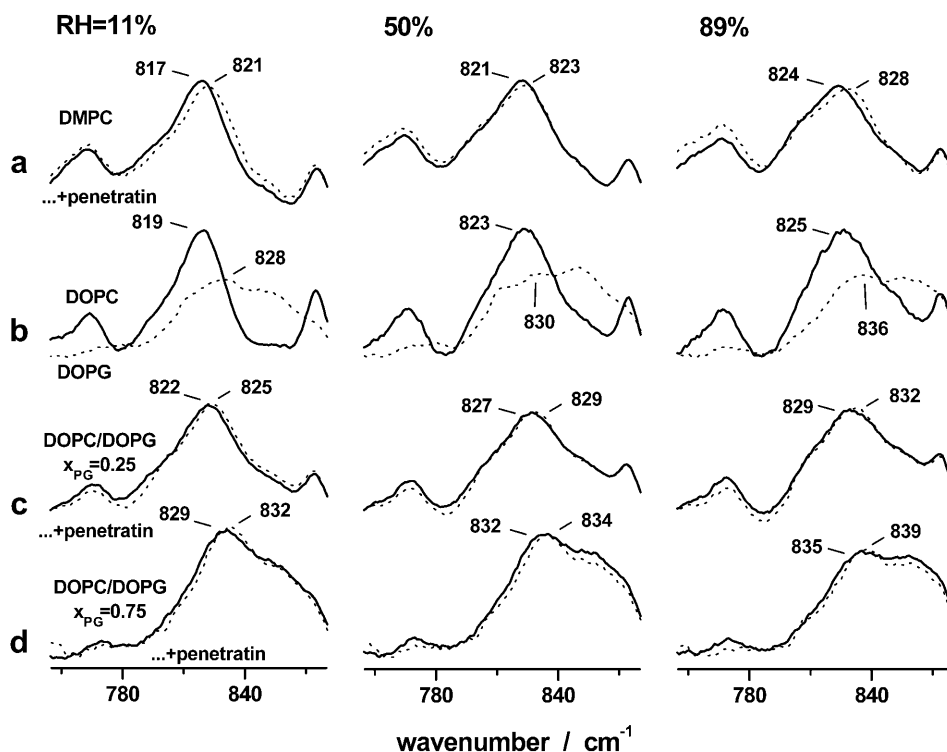 RH=11% 50% 89%
817 821 821 823 824 828
DMPC
a
...+penetratin
819 823 825
828
DOPC
830 836
b
DOPG
822 825 827 829 829 832
DOPC/DOPG
x_PG=0.25
c
...+penetratin
829 832 832 834 835 839
DOPC/DOPG
x_PG=0.75
d
...+penetratin
780 840 780 840 780 840
wavenumber / cm⁻¹